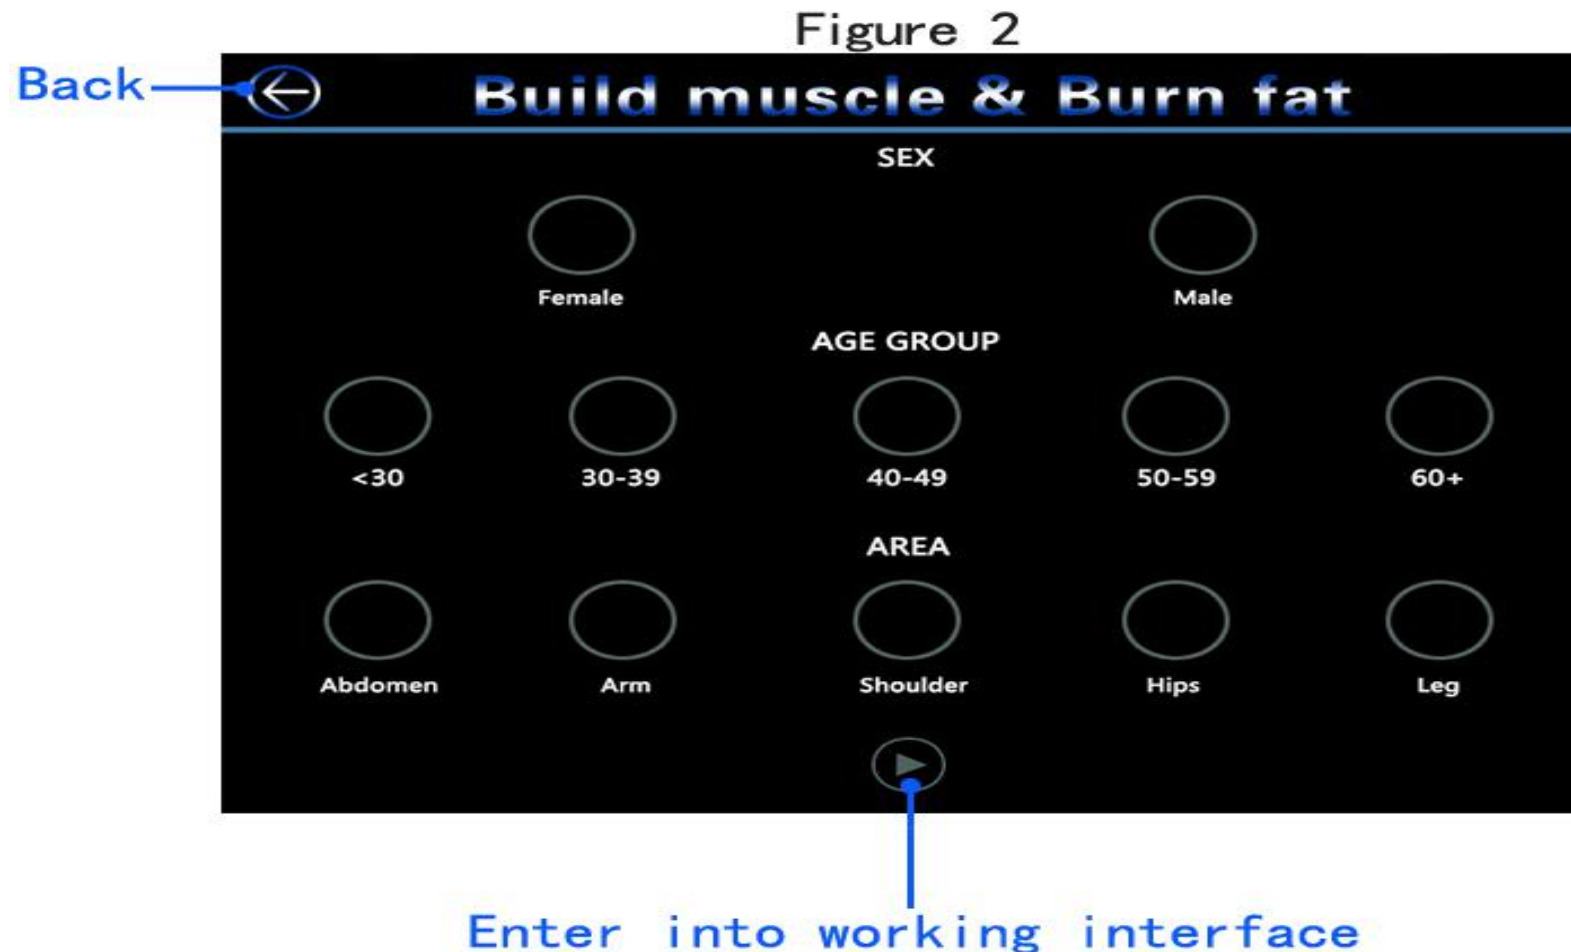 Figure 2
Back
Build muscle & Burn fat
SEX
Female Male
AGE GROUP
<30 30-39 40-49 50-59 60+
AREA
Abdomen Arm Shoulder Hips Leg
Enter into working interface